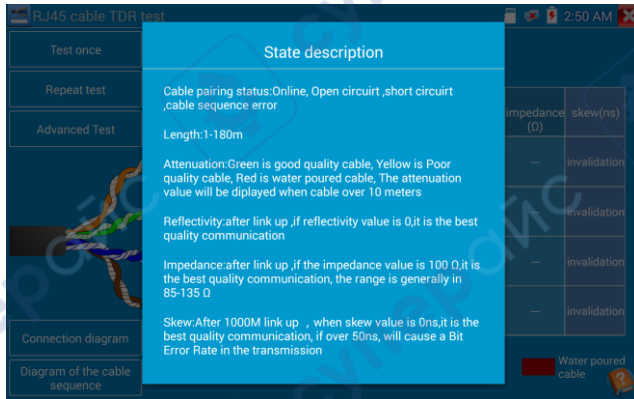 RJ45 cable TDR test
2:50 AM
Test once
Repeat test
Advanced Test
Connection diagram
Diagram of the cable
sequence
State description
Cable pairing status:Online, Open circuirt ,short circuirt
,cable sequence error
Length:1-180m
Attenuation:Green is good quality cable, Yellow is Poor
quality cable, Red is water poured cable, The attenuation
value will be diplayed when cable over 10 meters
Reflectivity:after link up ,if reflectivity value is 0,it is the best
quality communication
Impedance:after link up ,if the impedance value is 100 Ω,it is
the best quality communication, the range is generally in
85-135 Ω
Skew:After 1000M link up , when skew value is 0ns,it is the
best quality communication, if over 50ns, will cause a Bit
Error Rate in the transmission
impedance skew(ns)
(Ω)
--- invalidation
invalidation
--- invalidation
--- invalidation
Water poured
cable